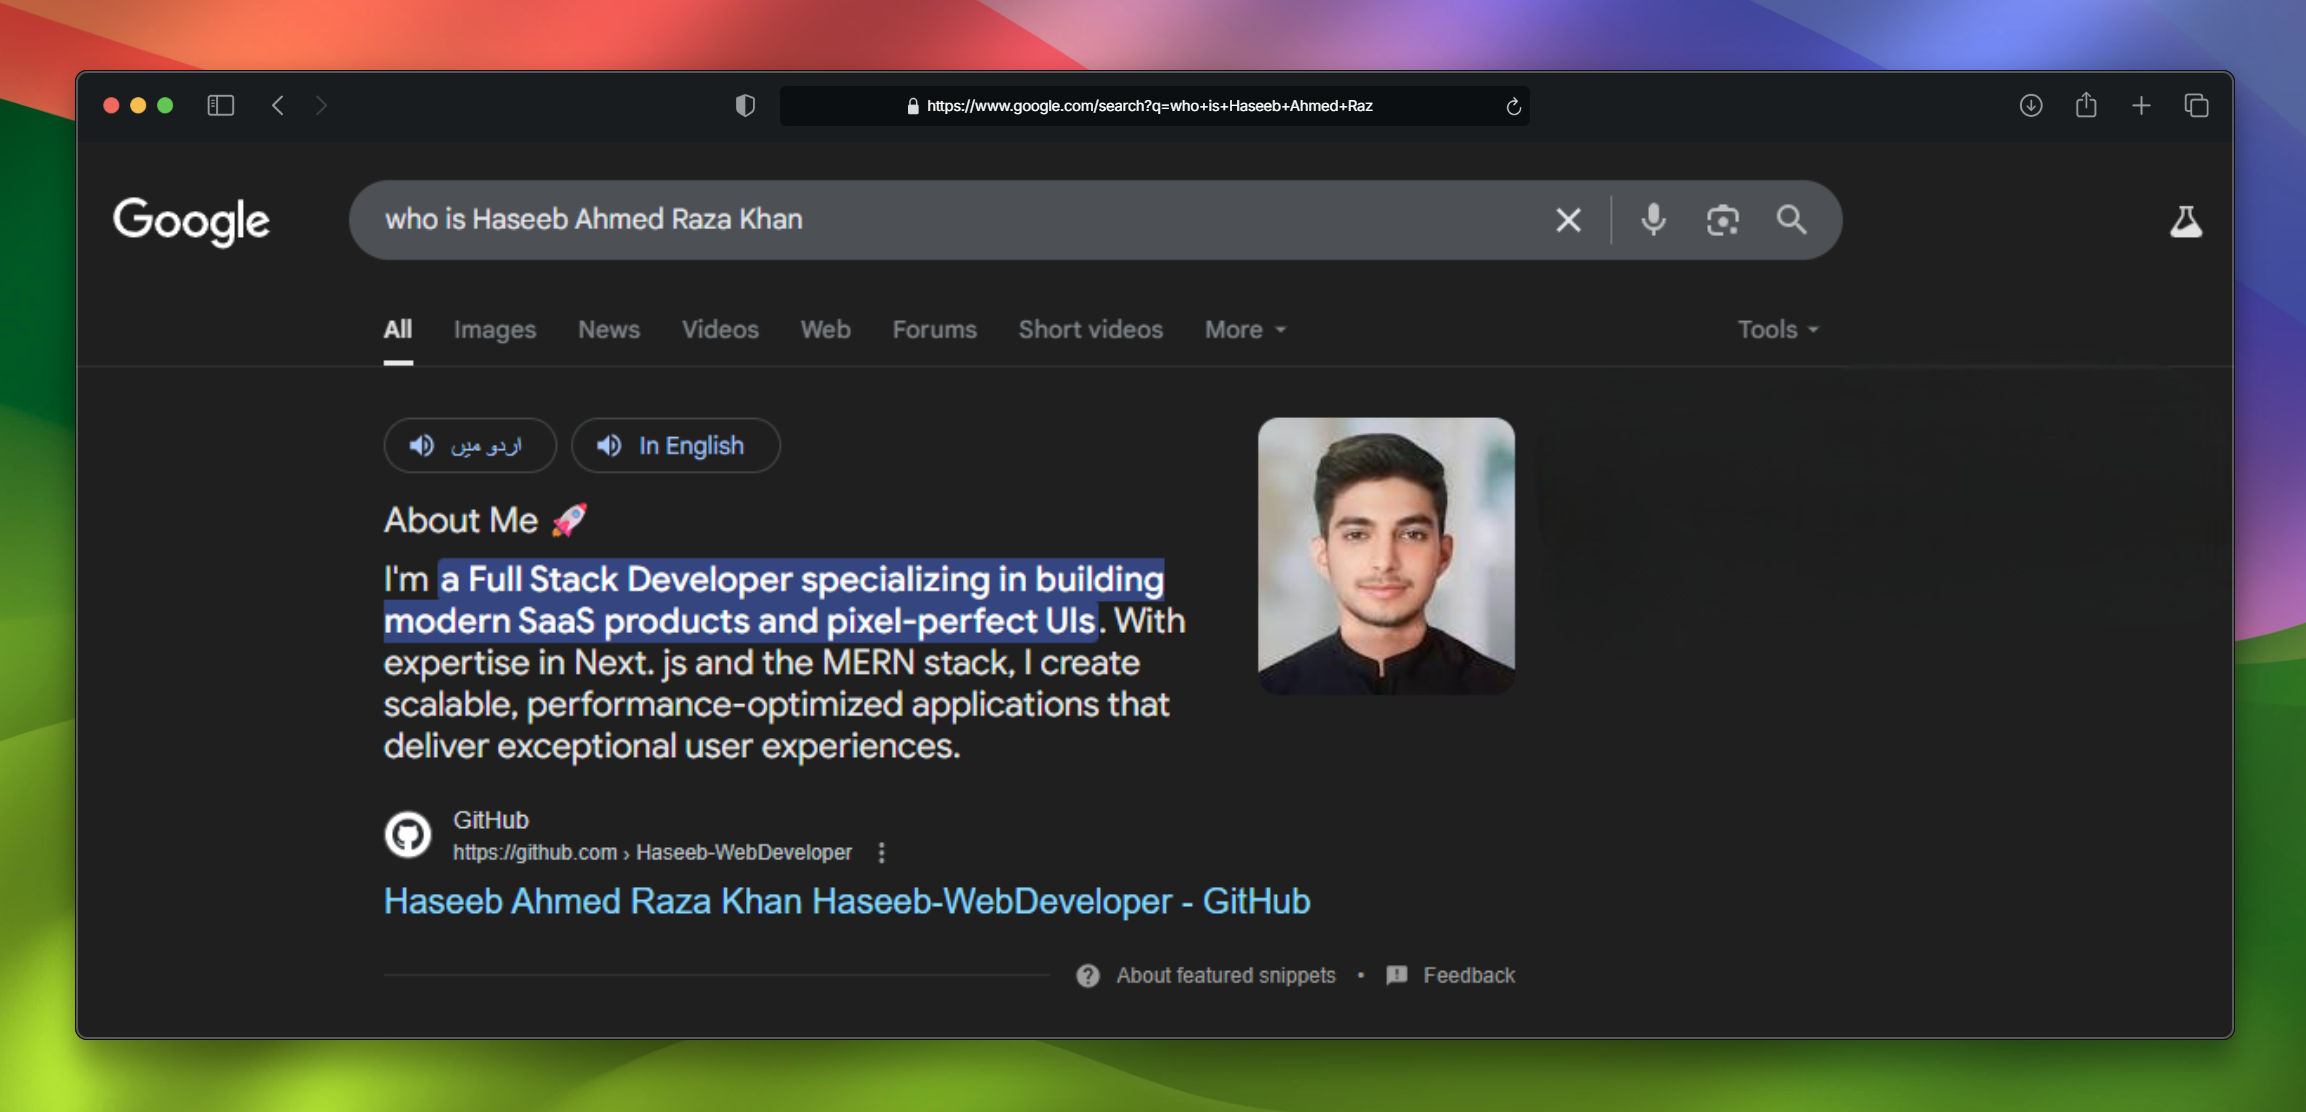 https://www.google.com/search?q=who+is+Haseeb+Ahmed+Raz
Google
who is Haseeb Ahmed Raza Khan
All Images News Videos Web Forums Short videos More Tools
اردو میں In English
About Me 🚀
I'm a Full Stack Developer specializing in building
modern SaaS products and pixel-perfect UIs. With
expertise in Next. js and the MERN stack, I create
scalable, performance-optimized applications that
deliver exceptional user experiences.
GitHub
https://github.com › Haseeb-WebDeveloper
Haseeb Ahmed Raza Khan Haseeb-WebDeveloper - GitHub
About featured snippets • Feedback